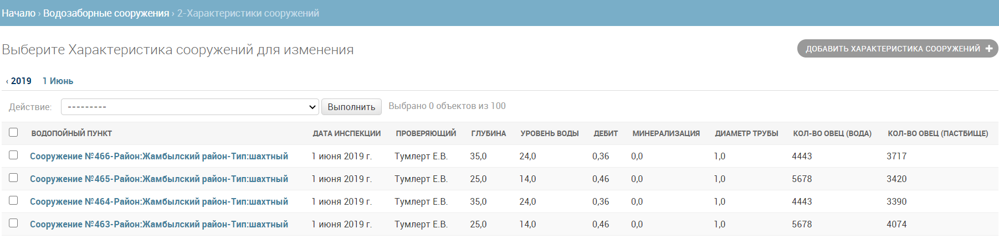 Начало › Водозаборные сооружения › 2-Характеристики сооружений
Выберите Характеристика сооружений для изменения
ДОБАВИТЬ ХАРАКТЕРИСТИКА СООРУЖЕНИЙ +
‹ 2019 1 Июнь
Действие: --------- Выполнить Выбрано 0 объектов из 100
ВОДОПОЙНЫЙ ПУНКТ ДАТА ИНСПЕКЦИИ ПРОВЕРЯЮЩИЙ ГЛУБИНА УРОВЕНЬ ВОДЫ ДЕБИТ МИНЕРАЛИЗАЦИЯ ДИАМЕТР ТРУБЫ КОЛ-ВО ОВЕЦ (ВОДА) КОЛ-ВО ОВЕЦ (ПАСТБИЩЕ)
Сооружение №466-Район:Жамбылский район-Тип:шахтный 1 июня 2019 г. Тумлерт Е.В. 35,0 24,0 0,36 0,0 1,0 4443 3717
Сооружение №465-Район:Жамбылский район-Тип:шахтный 1 июня 2019 г. Тумлерт Е.В. 25,0 14,0 0,46 0,0 1,0 5678 3420
Сооружение №464-Район:Жамбылский район-Тип:шахтный 1 июня 2019 г. Тумлерт Е.В. 35,0 24,0 0,36 0,0 1,0 4443 3390
Сооружение №463-Район:Жамбылский район-Тип:шахтный 1 июня 2019 г. Тумлерт Е.В. 25,0 14,0 0,46 0,0 1,0 5678 4074